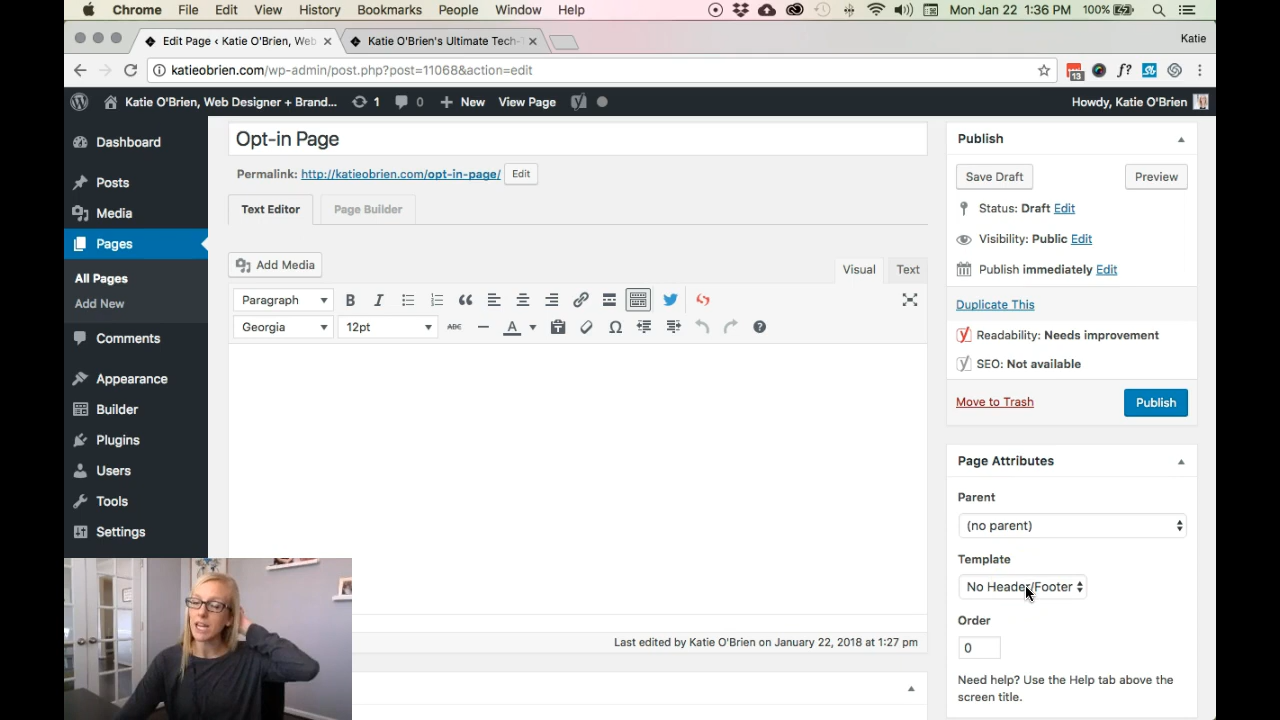 Chrome File Edit View History Bookmarks People Window Help Mon Jan 22 1:36 PM 100%
Edit Page ‹ Katie O'Brien, Web Katie O'Brien's Ultimate Tech- Katie
katieobrien.com/wp-admin/post.php?post=11068&action=edit 13 f?
Katie O'Brien, Web Designer + Brand... 1 0 New View Page Howdy, Katie O'Brien
Dashboard
Posts
Media
Pages
All Pages
Add New
Comments
Appearance
Builder
Plugins
Users
Tools
Settings
Opt-in Page
Permalink: http://katieobrien.com/opt-in-page/ Edit
Text Editor Page Builder
Add Media Visual Text
Paragraph B I
Georgia 12pt ABC A Ω
Last edited by Katie O'Brien on January 22, 2018 at 1:27 pm
Publish
Save Draft Preview
Status: Draft Edit
Visibility: Public Edit
Publish immediately Edit
Duplicate This
Readability: Needs improvement
SEO: Not available
Move to Trash Publish
Page Attributes
Parent
(no parent)
Template
No Header/Footer
Order
0
Need help? Use the Help tab above the
screen title.